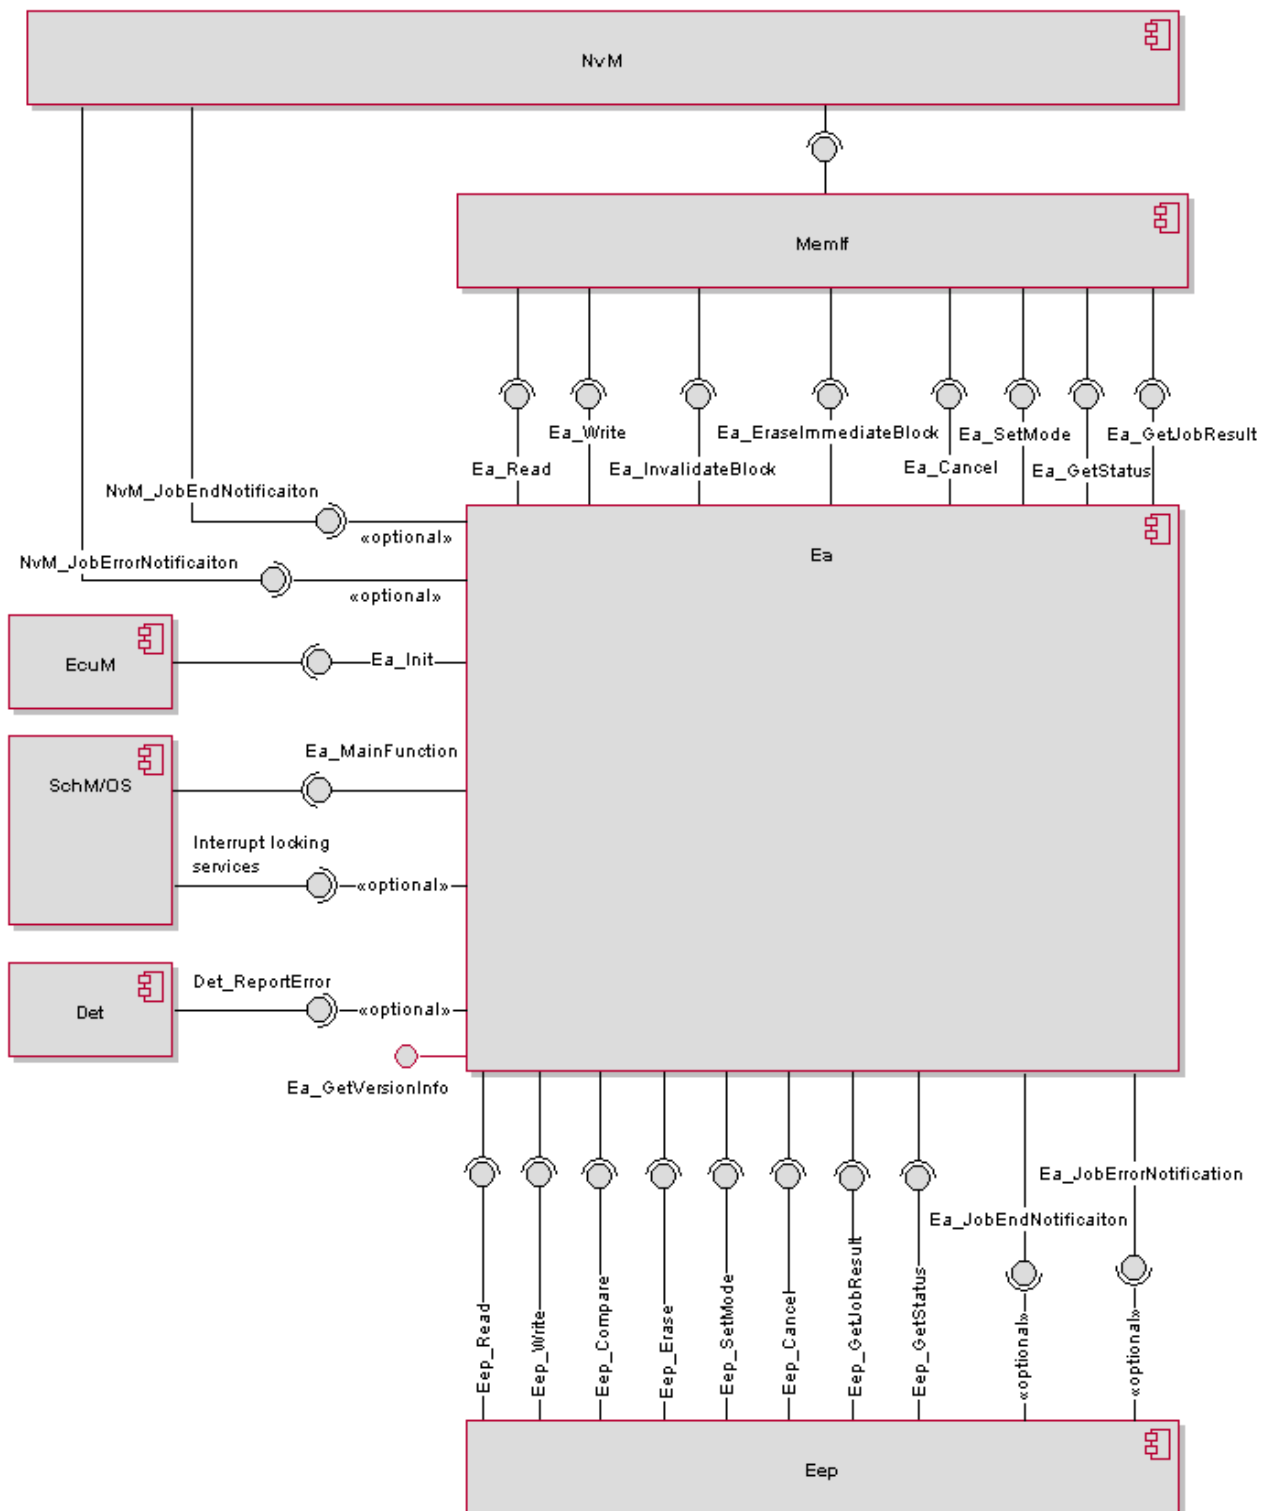 NvM
MemIf
Ea_Write
Ea_EraseImmediateBlock
Ea_SetMode
Ea_GetJobResult
Ea_Read
Ea_InvalidateBlock
Ea_Cancel
Ea_GetStatus
NvM_JobEndNotificaiton
«optional»
Ea
NvM_JobErrorNotificaiton
«optional»
EcuM
Ea_Init
Ea_MainFunction
SchM/OS
Interrupt locking
services
«optional»
Det_ReportError
Det
«optional»
Ea_GetVersionInfo
Ea_JobErrorNotification
Ea_JobEndNotificaiton
Eep_Read
Eep_Write
Eep_Compare
Eep_Erase
Eep_SetMode
Eep_Cancel
Eep_GetJobResult
Eep_GetStatus
«optional»
«optional»
Eep